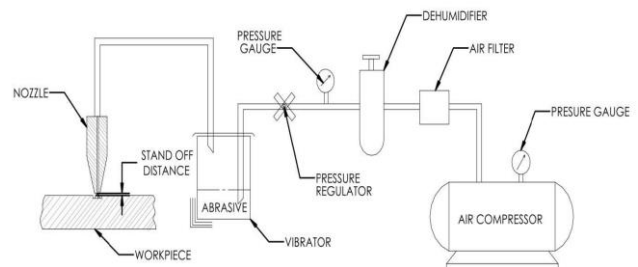 DEHUMIDIFIER
PRESSURE
GAUGE
AIR FILTER
NOZZLE
PRESURE GAUGE
STAND OFF
DISTANCE
PRESSURE
REGULATOR
ABRASIVE
AIR COMPRESSOR
VIBRATOR
WORKPIECE